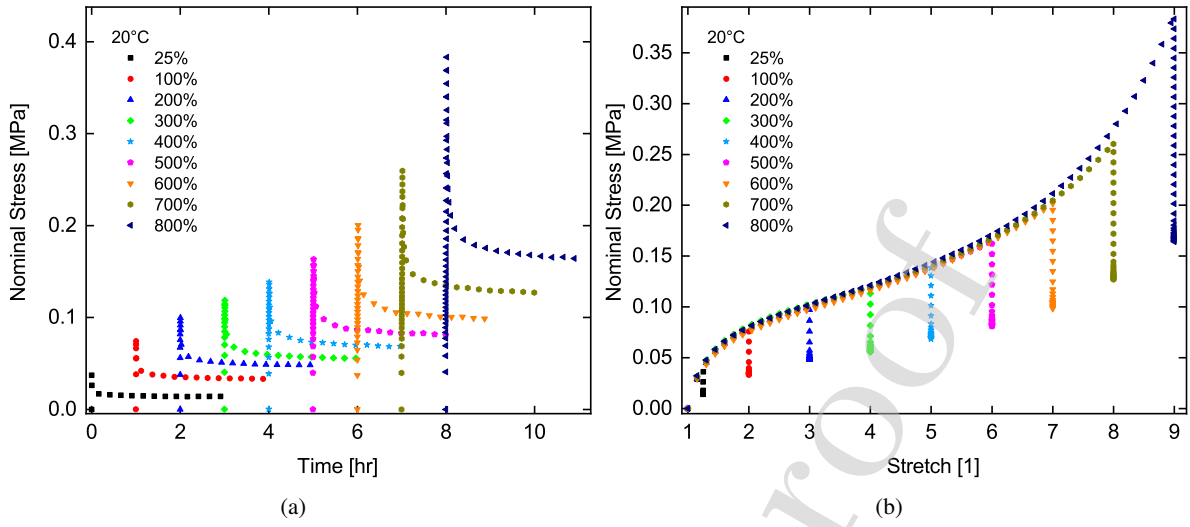 20°C
25%
100%
200%
300%
400%
500%
600%
700%
800%
0.4
0.3
0.2
0.1
0.0
Nominal Stress [MPa]
0 2 4 6 8 10
Time [hr]
(a)
20°C
25%
100%
200%
300%
400%
500%
600%
700%
800%
0.35
0.30
0.25
0.20
0.15
0.10
0.05
0.00
Nominal Stress [MPa]
1 2 3 4 5 6 7 8 9
Stretch [1]
(b)
roof